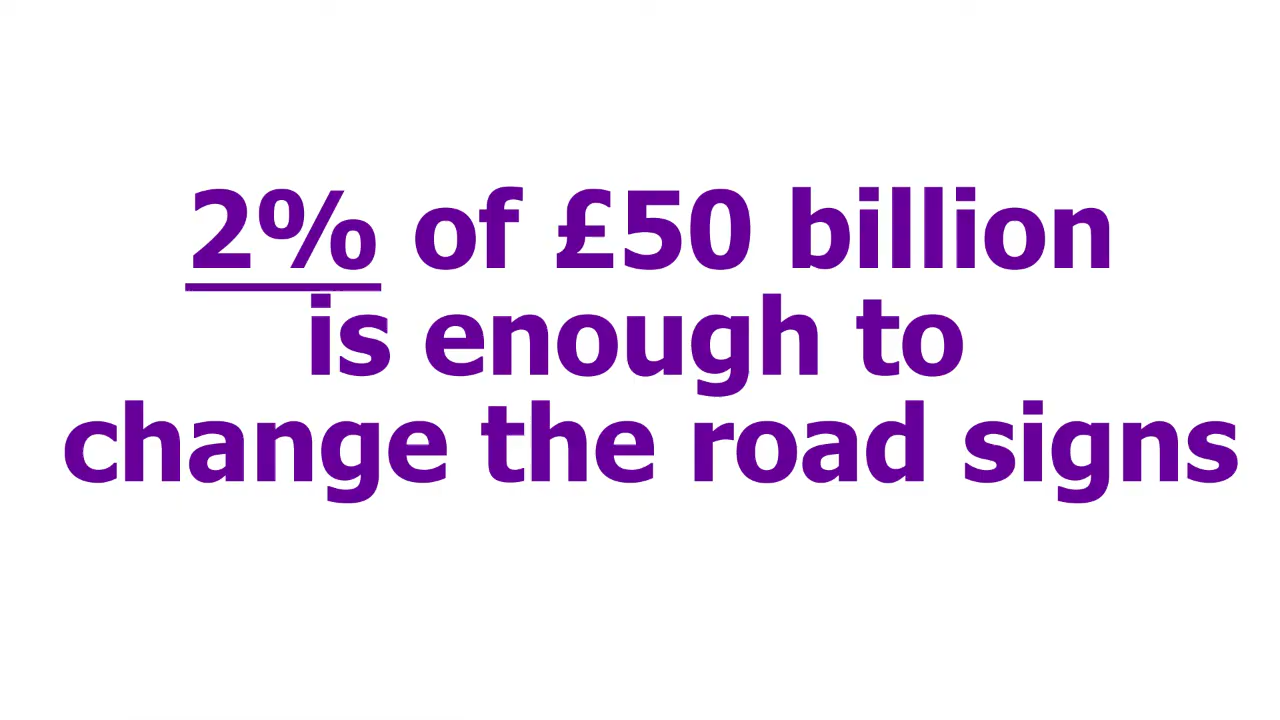 2% of £50 billion
is enough to
change the road signs